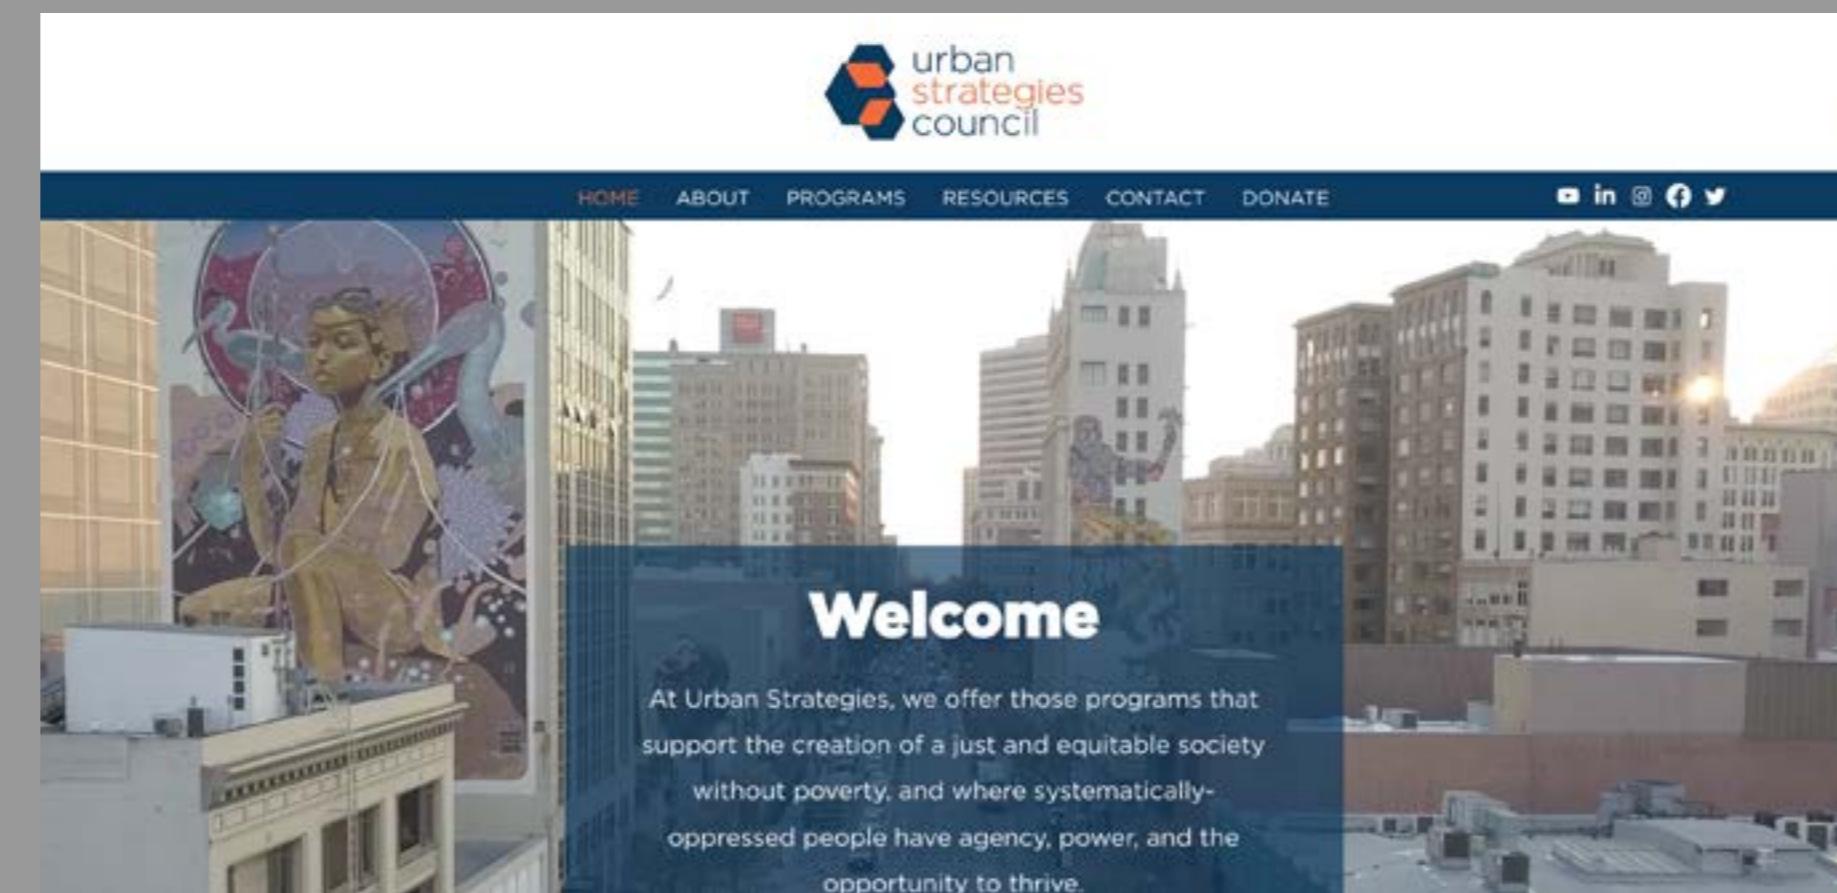 urban
strategies
council
HOME ABOUT PROGRAMS RESOURCES CONTACT DONATE
Welcome
At Urban Strategies, we offer those programs that
support the creation of a just and equitable society
without poverty, and where systematically-
oppressed people have agency, power, and the
opportunity to thrive.